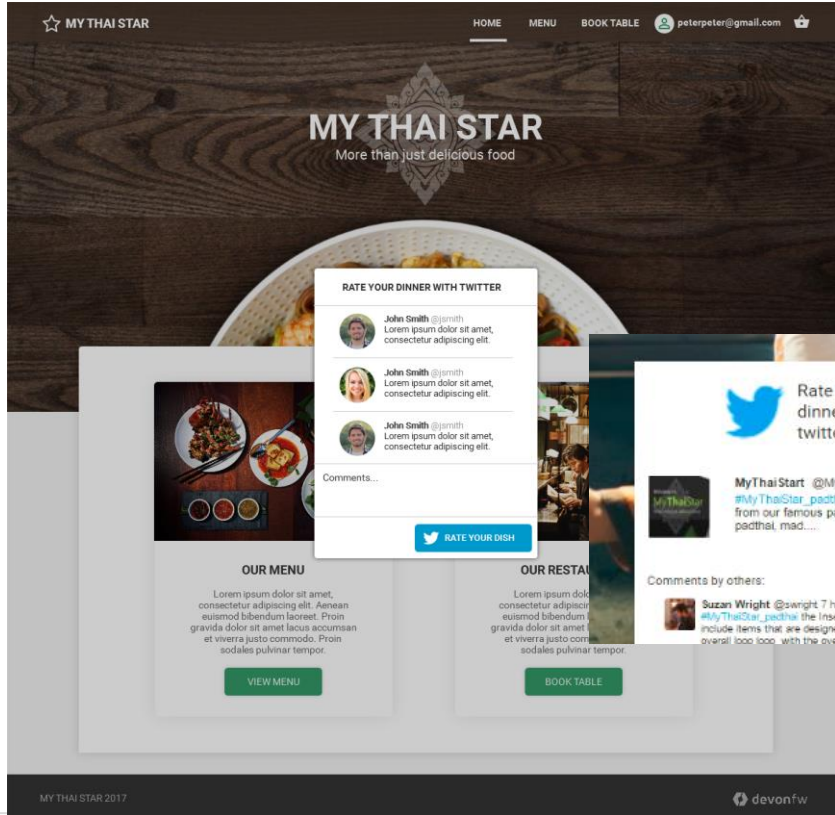 MY THAI STAR
HOME MENU BOOK TABLE peterpeter@gmail.com
MY THAI STAR
More than just delicious food
RATE YOUR DINNER WITH TWITTER
John Smith @jsmith
Lorem ipsum dolor sit amet,
consectetur adipiscing elit.
John Smith @jsmith
Lorem ipsum dolor sit amet,
consectetur adipiscing elit.
John Smith @jsmith
Lorem ipsum dolor sit amet,
consectetur adipiscing elit.
Comments...
RATE YOUR DISH
OUR MENU
Lorem ipsum dolor sit amet,
consectetur adipiscing elit. Aenean
euismod bibendum laoreet. Proin
gravida dolor sit amet lacus accumsan
et viverra justo commodo. Proin
sodales pulvinar tempor.
VIEW MENU
OUR RESTAU
Lorem ipsum dolo
consectetur adipiscin
euismod bibendum l
gravida dolor sit amet l
et viverra justo com
sodales pulvinar tempor.
BOOK TABLE
Rate
dinne
twitte
MyThaiStar
MyThaiStart @M
#MyThaiStar_padt
from our famous pa
padthai, mad.....
Comments by others:
Suzan Wright @swright 7 h
#MyThaiStar_padthai the Inse
include items that are designe
overall loop loop, with the ove
MY THAI STAR 2017
devonfw